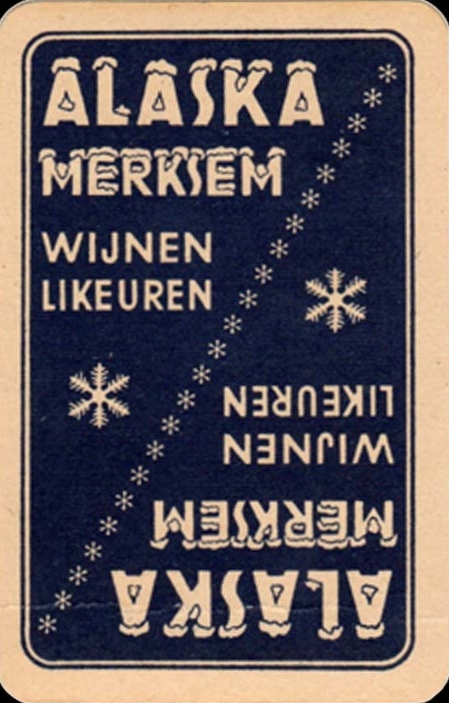 ALASKA
MERKSEM
WIJNEN
LIKEUREN
LIKEUREN
WIJNEN
MERKSEM
ALASKA